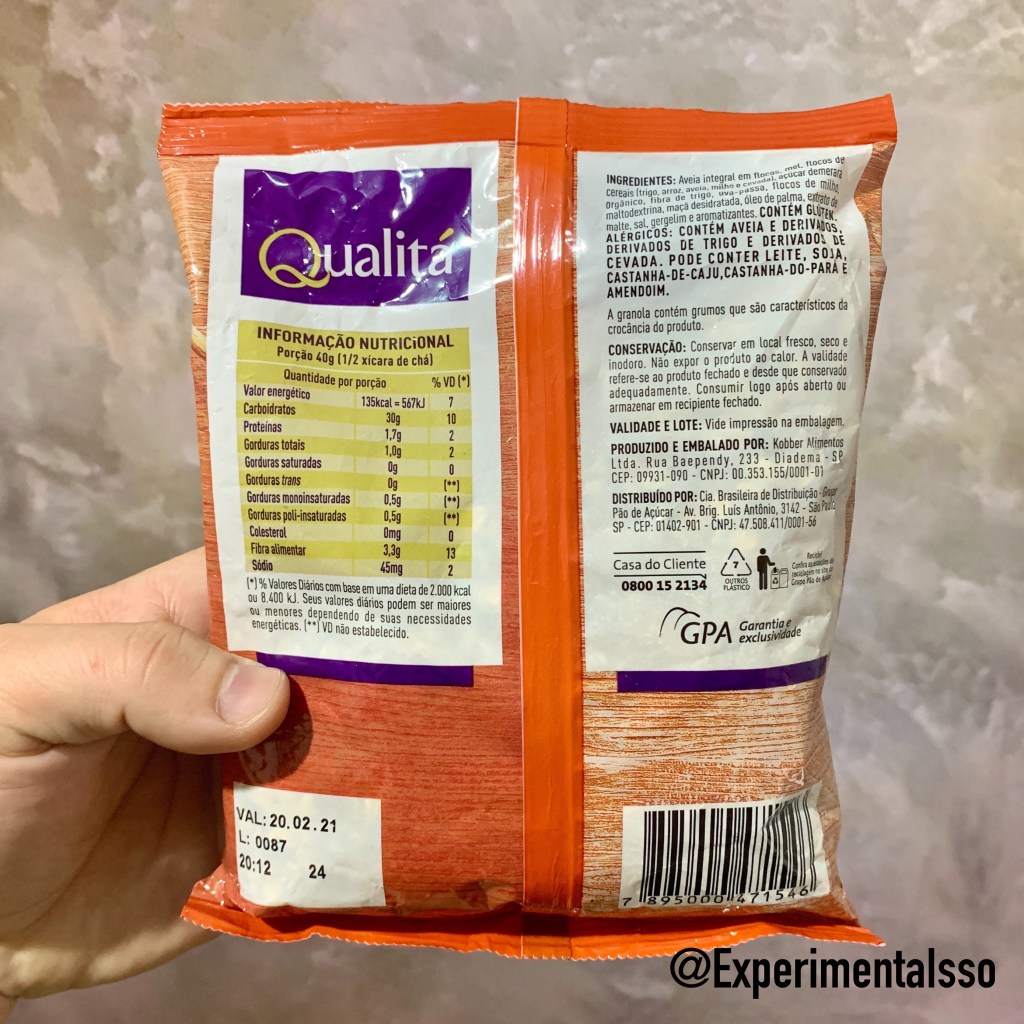 Qualitá
INFORMAÇÃO NUTRICIONAL
Porção 40g (1/2 xícara de chá)
Quantidade por porção % VD (*)
Valor energético 135kcal = 567kJ 7
Carboidratos 30g 10
Proteínas 1,7g 2
Gorduras totais 1,0g 2
Gorduras saturadas 0g 0
Gorduras trans 0g (**)
Gorduras monoinsaturadas 0,5g (**)
Gorduras poli-insaturadas 0,5g (**)
Colesterol 0mg 0
Fibra alimentar 3,3g 13
Sódio 45mg 2
(*) % Valores Diários com base em uma dieta de 2.000 kcal
ou 8.400 kJ. Seus valores diários podem ser maiores
ou menores dependendo de suas necessidades
energéticas. (**) VD não estabelecido.
VAL: 20.02.21
L: 0087
20:12 24
INGREDIENTES: Aveia integral em flocos, mel, flocos de
cereais (trigo, arroz, aveia, milho e cevada), açúcar demerara
orgânico, fibra de trigo, uva-passa, flocos de milho,
maltodextrina, maçã desidratada, óleo de palma, extrato de
malte, sal, gergelim e aromatizantes. CONTÉM GLÚTEN.
ALÉRGICOS: CONTÉM AVEIA E DERIVADOS,
DERIVADOS DE TRIGO E DERIVADOS DE
CEVADA. PODE CONTER LEITE, SOJA,
CASTANHA-DE-CAJU,CASTANHA-DO-PARÁ E
AMENDOIM.
A granola contém grumos que são característicos da
crocância do produto.
CONSERVAÇÃO: Conservar em local fresco, seco e
inodoro. Não expor o produto ao calor. A validade
refere-se ao produto fechado e desde que conservado
adequadamente. Consumir logo após aberto ou
armazenar em recipiente fechado.
VALIDADE E LOTE: Vide impressão na embalagem.
PRODUZIDO E EMBALADO POR: Kobber Alimentos
Ltda. Rua Baependy, 233 - Diadema - SP
CEP: 09931-090 - CNPJ: 00.353.155/0001-01
DISTRIBUÍDO POR: Cia. Brasileira de Distribuição - Grupo
Pão de Açúcar - Av. Brig. Luís Antônio, 3142 - São Paulo
SP - CEP: 01402-901 - CNPJ: 47.508.411/0001-56
Casa do Cliente
0800 15 2134
7
OUTROS
PLÁSTICO
Recicle!
Confira
reciclagem no site do
Grupo Pão de Açúcar
GPA Garantia e
exclusividade
7 895000 471546
@Experimentalsso